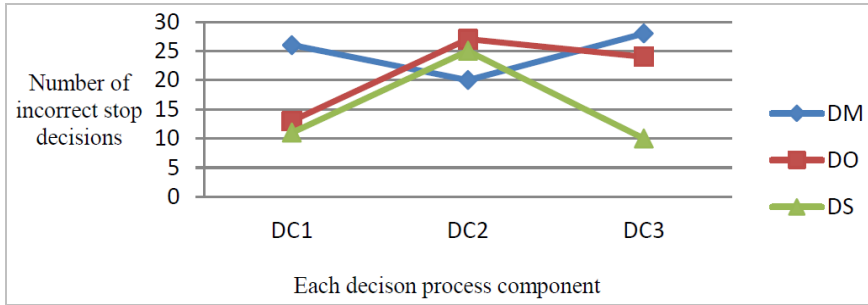 30
25
20
15
10
5
0
Number of
incorrect stop
decisions
DC1 DC2 DC3
Each decison process component
DM
DO
DS